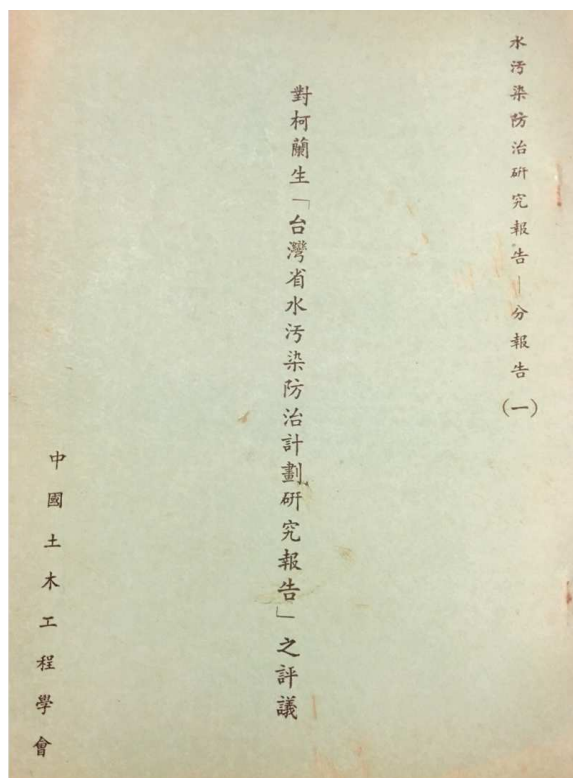 水汚染防治研究報告—分報告(一)
對柯蘭生「台灣省水汚染防治計劃研究報告」之評議
中國土木工程學會